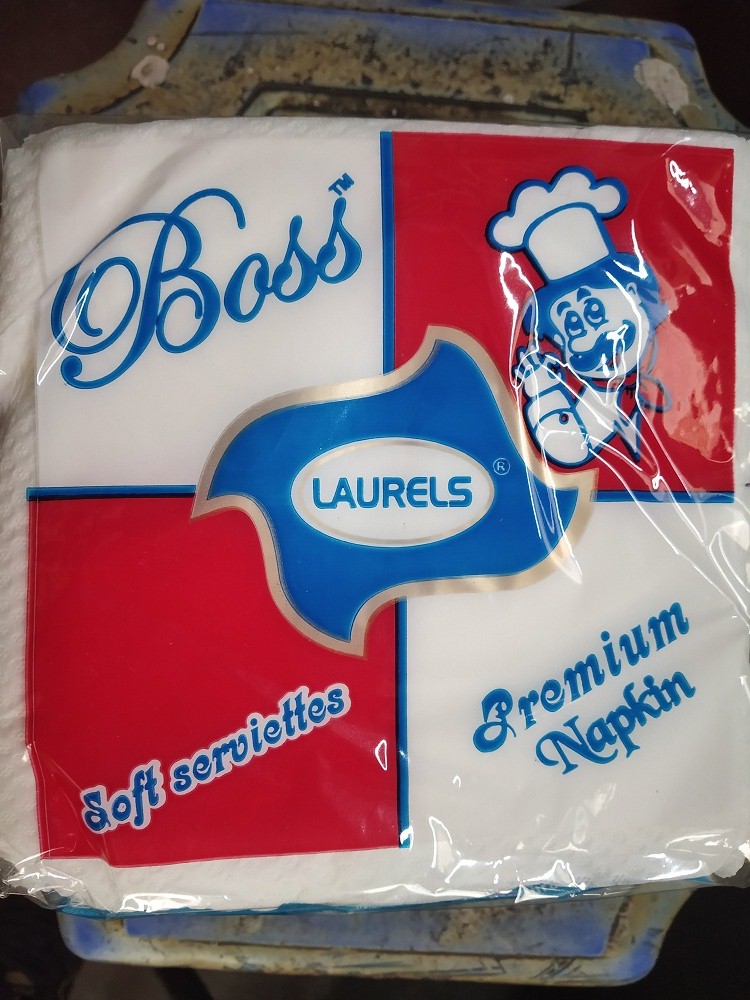 Boss™
LAURELS ®
Soft serviettes
Premium
Napkin